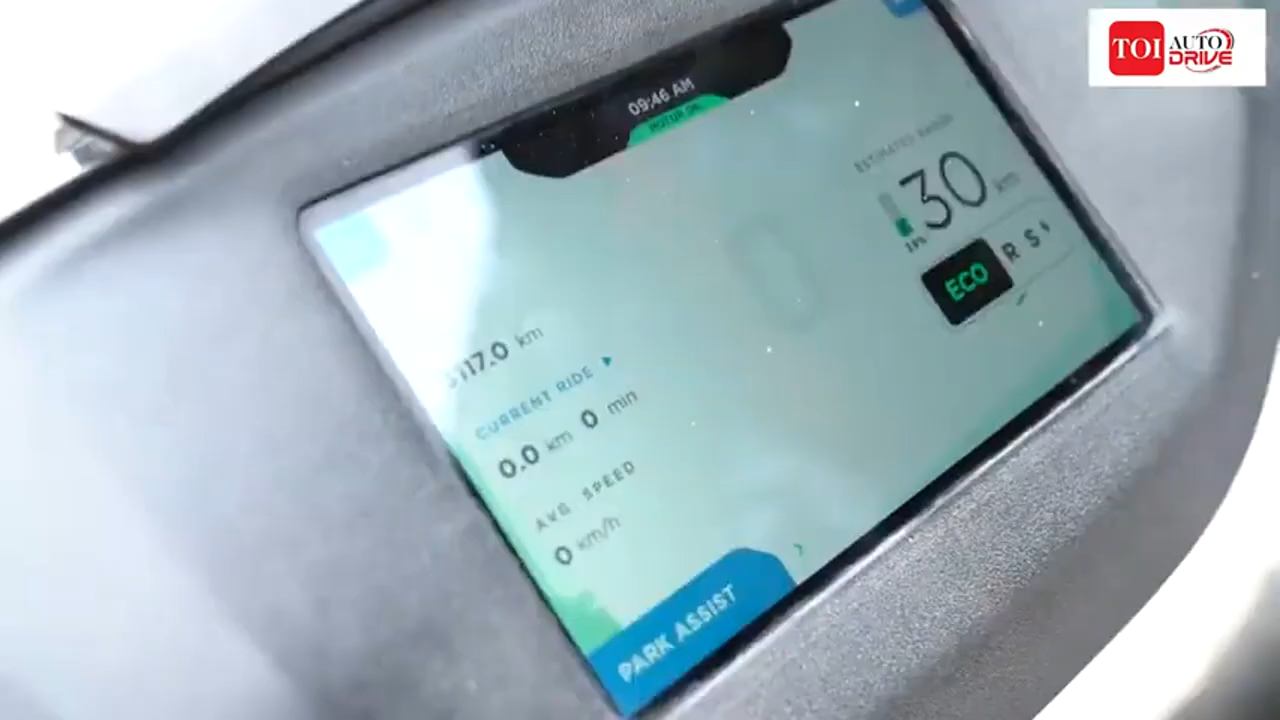 TOI AUTO DRIVE
09:46 AM
MOTOR ON
ESTIMATED RANGE
30 km
ECO R S
0
117.0 km
CURRENT RIDE
0.0 km 0 min
AVG SPEED
0 km/h
PARK ASSIST